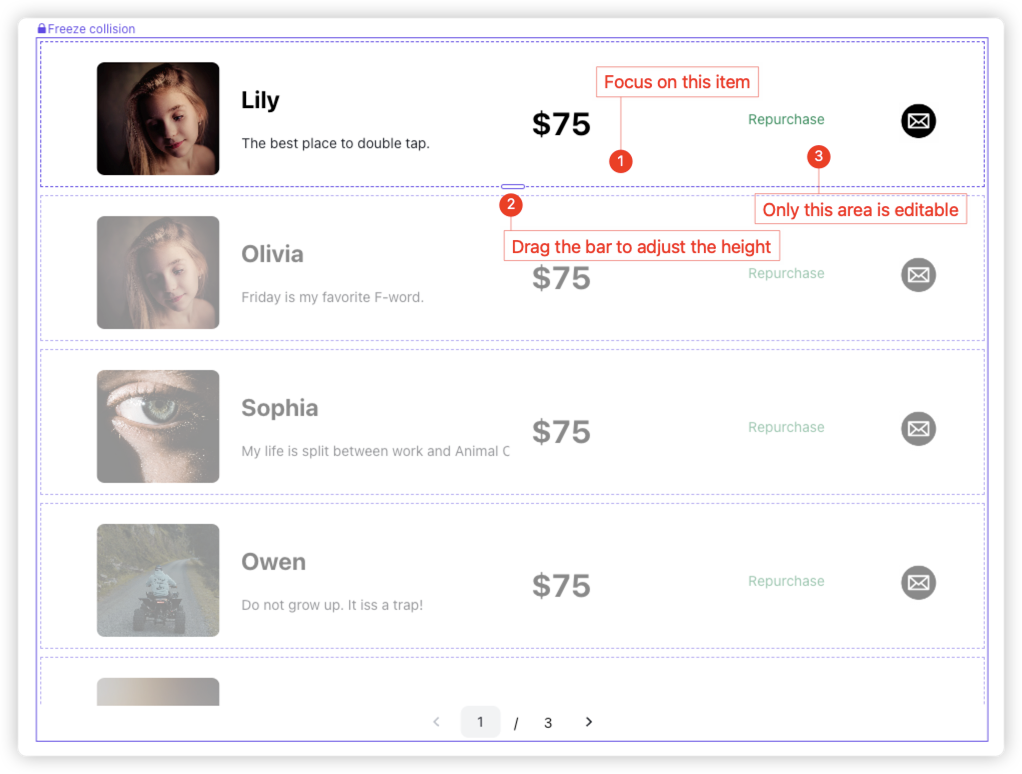 Freeze collision
Focus on this item
Lily
$75
Repurchase
The best place to double tap.
1
3
2
Only this area is editable
Drag the bar to adjust the height
Olivia
$75
Repurchase
Friday is my favorite F-word.
Sophia
$75
Repurchase
My life is split between work and Animal C
Owen
$75
Repurchase
Do not grow up. It iss a trap!
1 / 3